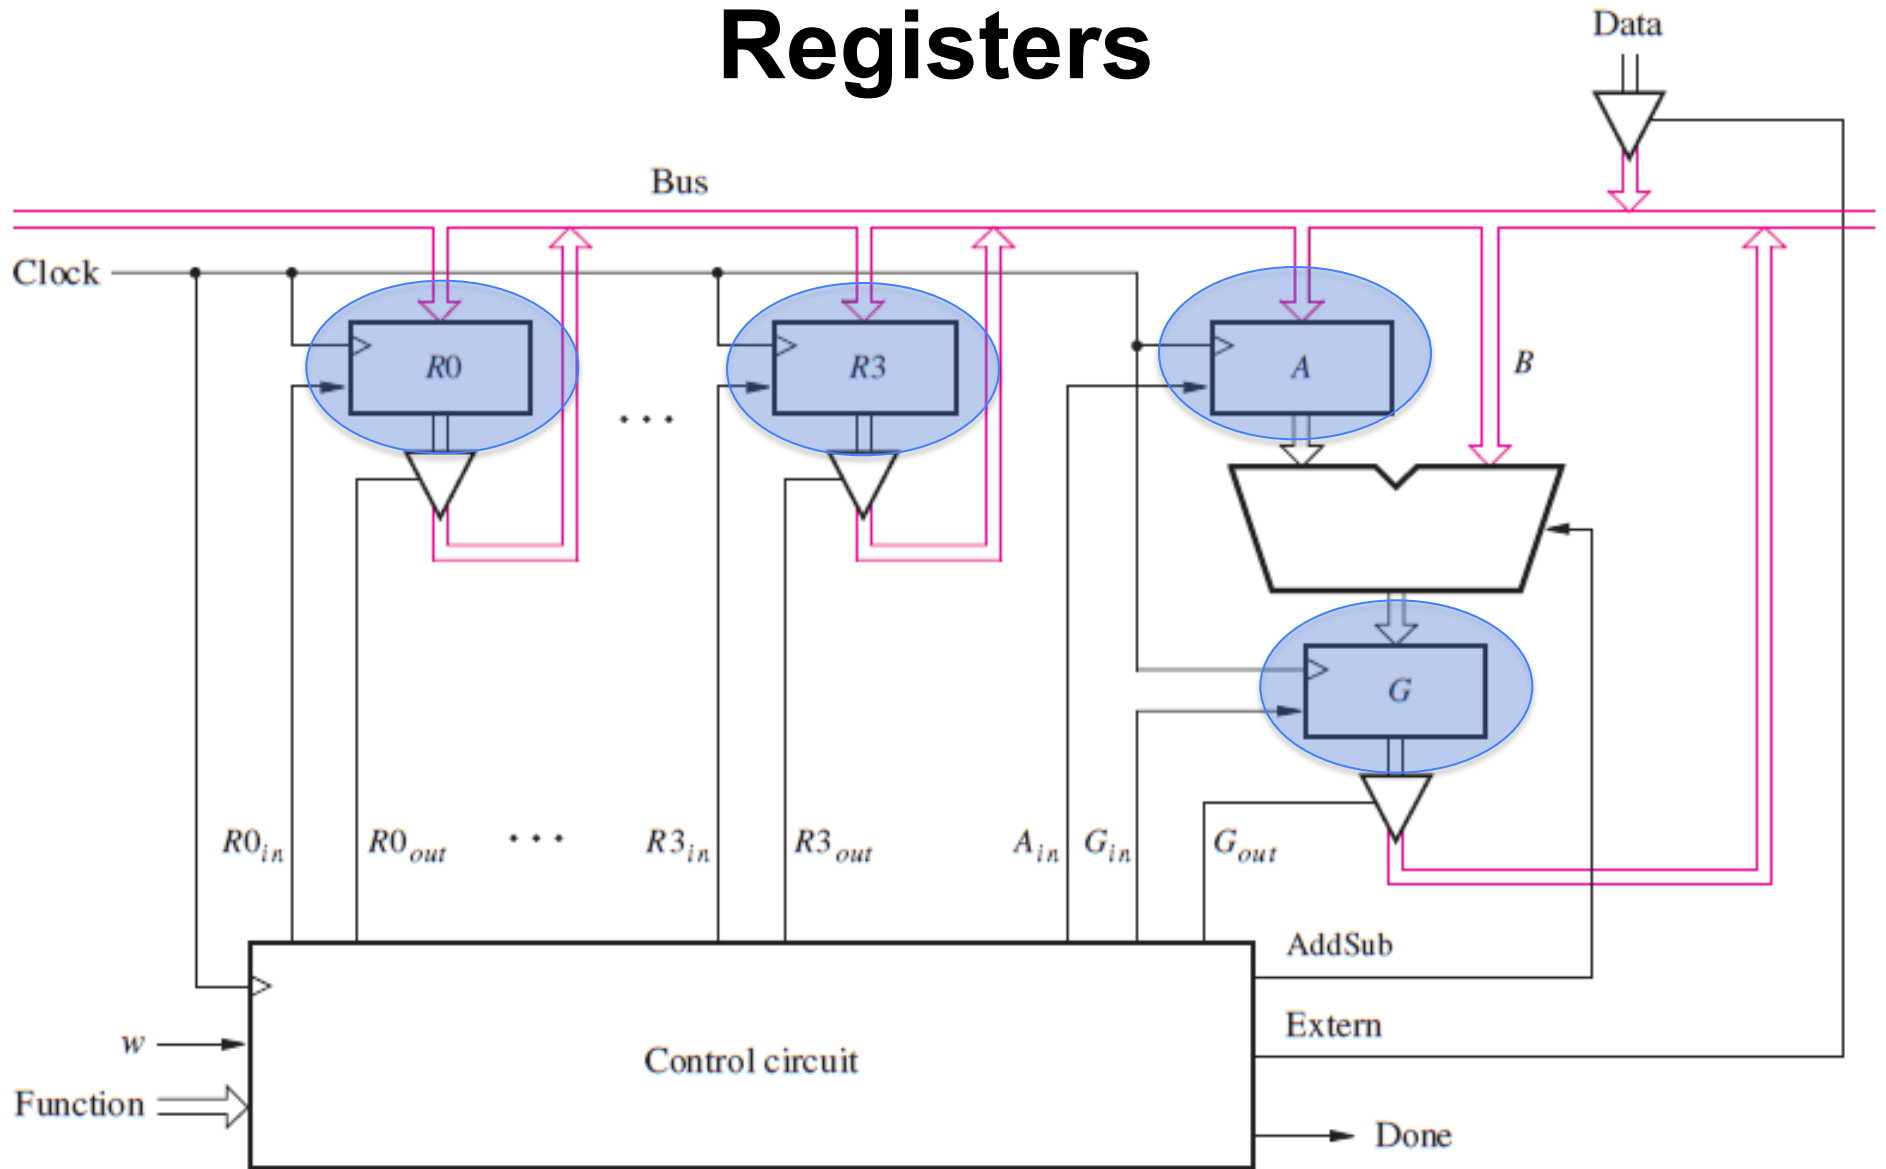 Registers
Data
Bus
Clock
R0
R3
A
B
. . .
G
R0in
R0out
. . .
R3in
R3out
Ain
Gin
Gout
AddSub
Extern
w
Control circuit
Function
Done